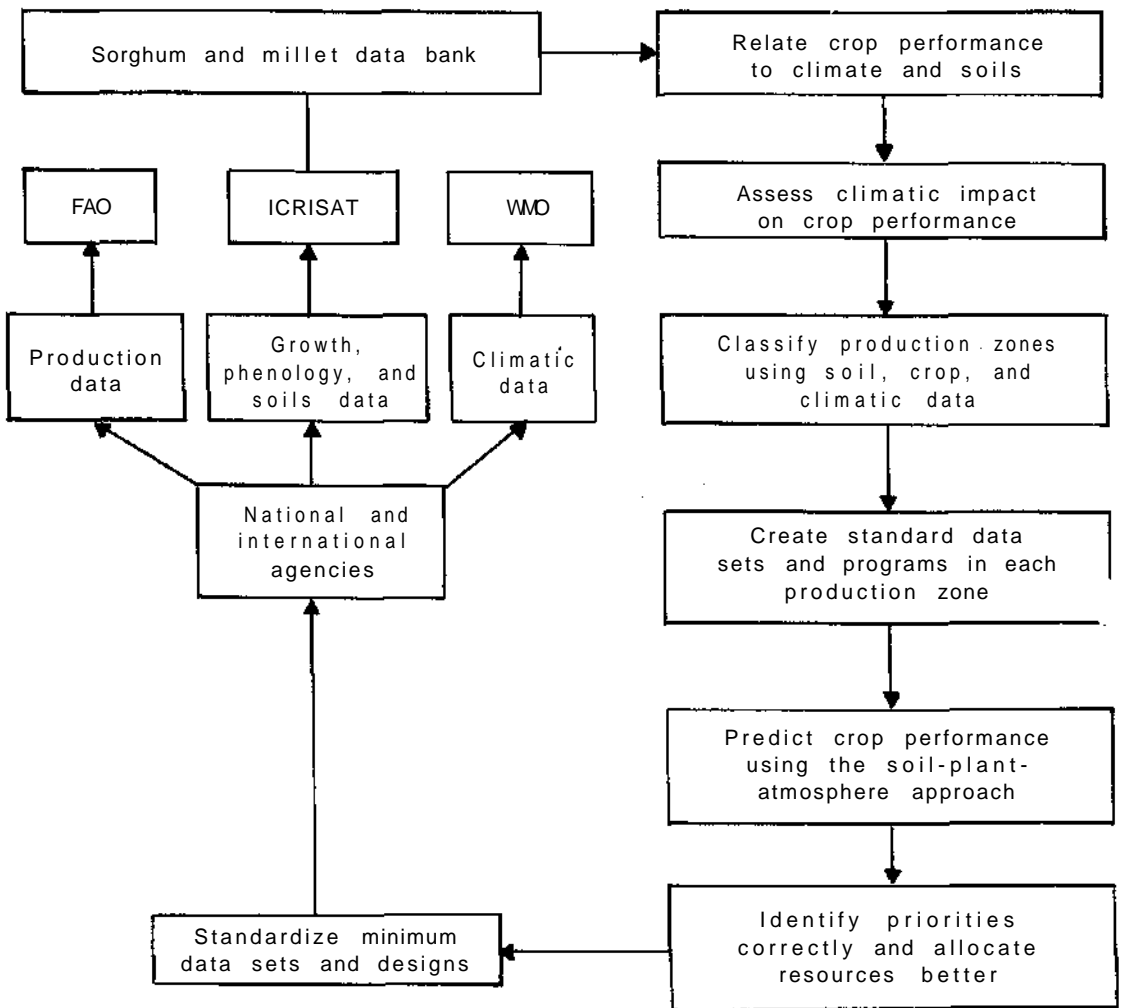 Sorghum and millet data bank
Relate crop performance
to climate and soils
FAO
ICRISAT
WMO
Assess climatic impact
on crop performance
Production
data
Growth,
phenology, and
soils data
Climatic
data
Classify production zones
using soil, crop, and
climatic data
National and
international
agencies
Create standard data
sets and programs in each
production zone
Predict crop performance
using the soil-plant-
atmosphere approach
Standardize minimum
data sets and designs
Identify priorities
correctly and allocate
resources better